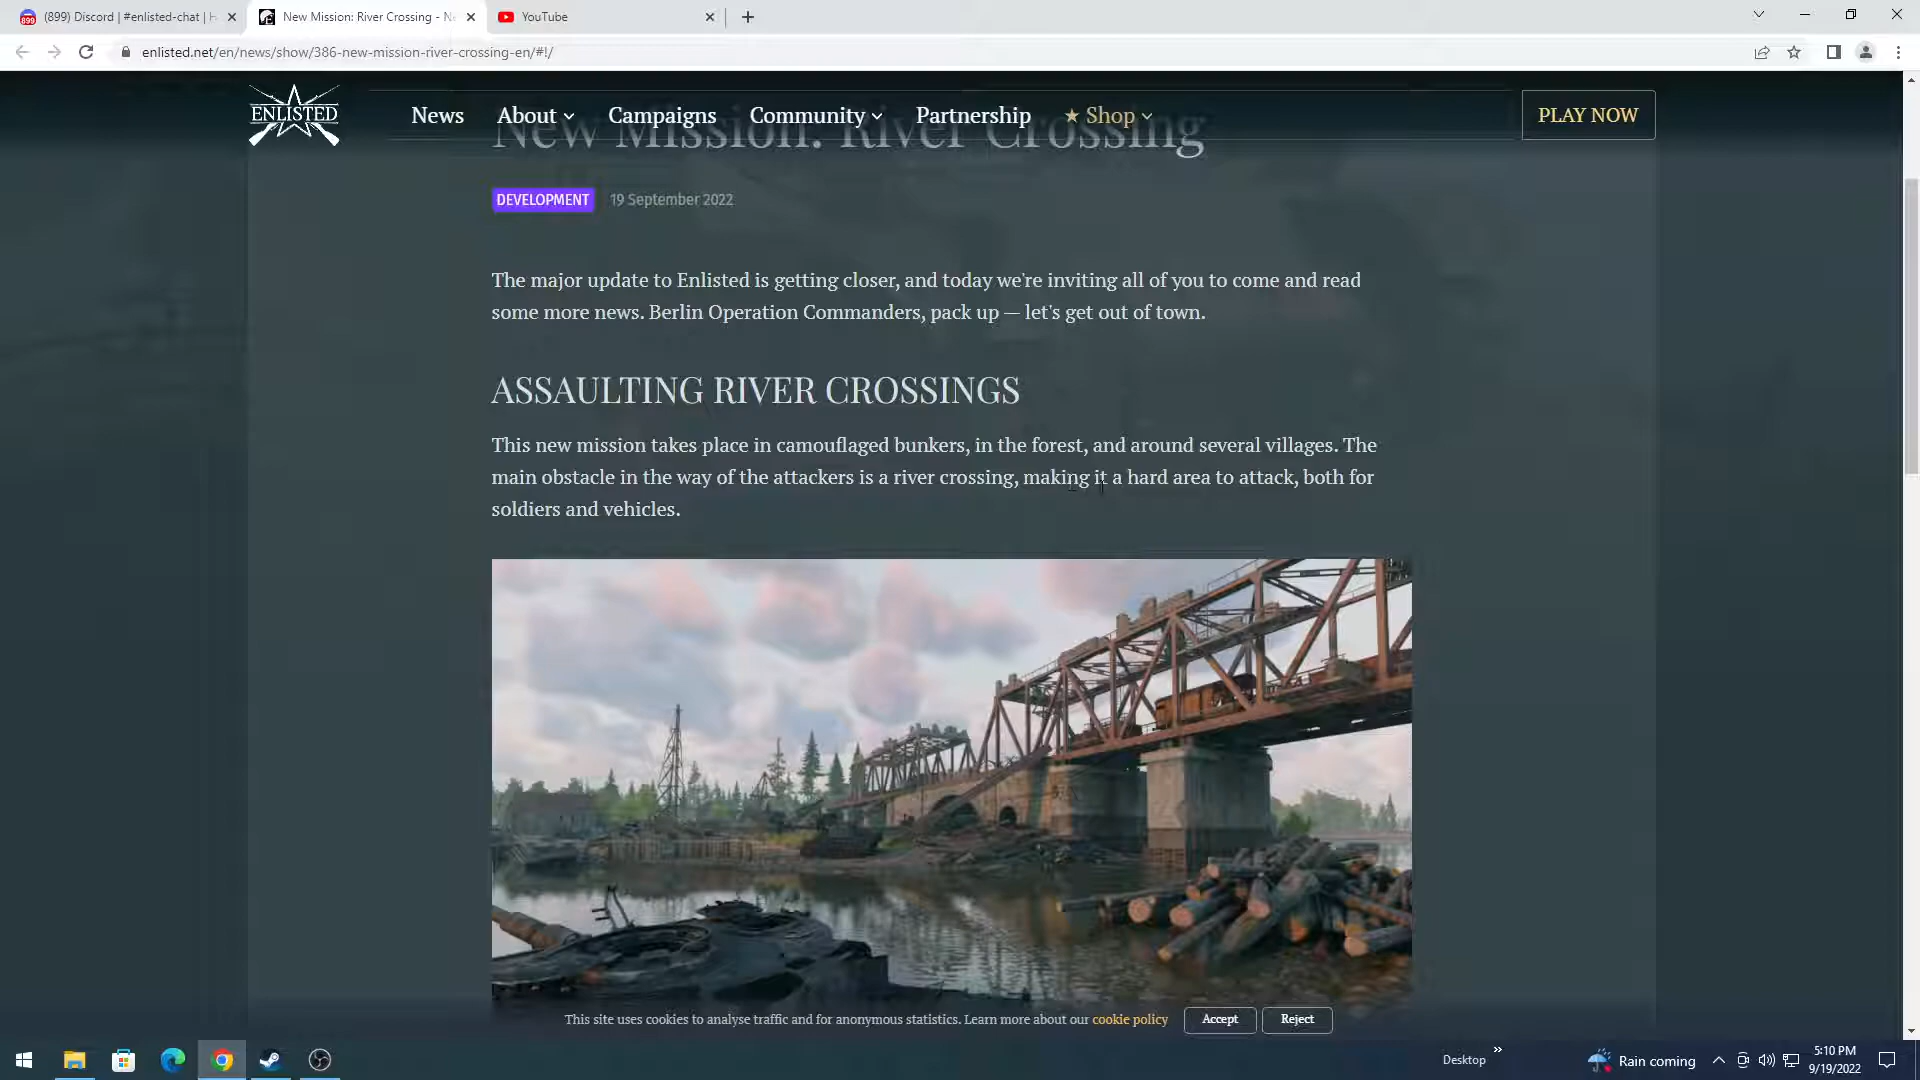 (899) Discord | #enlisted-chat | H
New Mission: River Crossing - Ne
YouTube
enlisted.net/en/news/show/386-new-mission-river-crossing-en/#!/
ENLISTED
News
About
Campaigns
Community
Partnership
★ Shop
PLAY NOW
New Mission: River Crossing
DEVELOPMENT
19 September 2022
The major update to Enlisted is getting closer, and today we're inviting all of you to come and read
some more news. Berlin Operation Commanders, pack up — let's get out of town.
ASSAULTING RIVER CROSSINGS
This new mission takes place in camouflaged bunkers, in the forest, and around several villages. The
main obstacle in the way of the attackers is a river crossing, making it a hard area to attack, both for
soldiers and vehicles.
This site uses cookies to analyse traffic and for anonymous statistics. Learn more about our cookie policy
Accept
Reject
Desktop
Rain coming
5:10 PM
9/19/2022